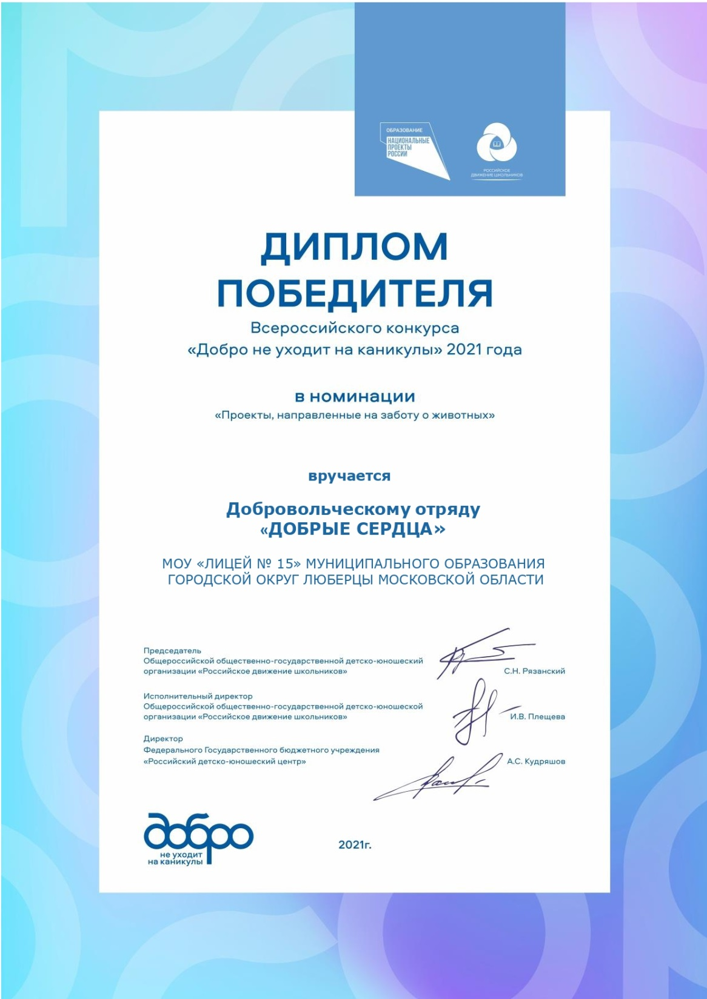 ОБРАЗОВАНИЕ
НАЦИОНАЛЬНЫЕ
ПРОЕКТЫ
РОССИИ
РОССИЙСКОЕ
ДВИЖЕНИЕ ШКОЛЬНИКОВ
ДИПЛОМ
ПОБЕДИТЕЛЯ
Всероссийского конкурса
«Добро не уходит на каникулы» 2021 года
в номинации
«Проекты, направленные на заботу о животных»
вручается
Добровольческому отряду
«ДОБРЫЕ СЕРДЦА»
МОУ «ЛИЦЕЙ № 15» МУНИЦИПАЛЬНОГО ОБРАЗОВАНИЯ
ГОРОДСКОЙ ОКРУГ ЛЮБЕРЦЫ МОСКОВСКОЙ ОБЛАСТИ
Председатель
Общероссийской общественно-государственной детско-юношеский
организации «Российское движение школьников»
С.Н. Рязанский
Исполнительный директор
Общероссийской общественно-государственной детско-юношеской
организации «Российское движение школьников»
И.В. Плещева
Директор
Федерального Государственного бюджетного учреждения
«Российский детско-юношеский центр»
А.С. Кудряшов
добро
не уходит
на каникулы
2021г.